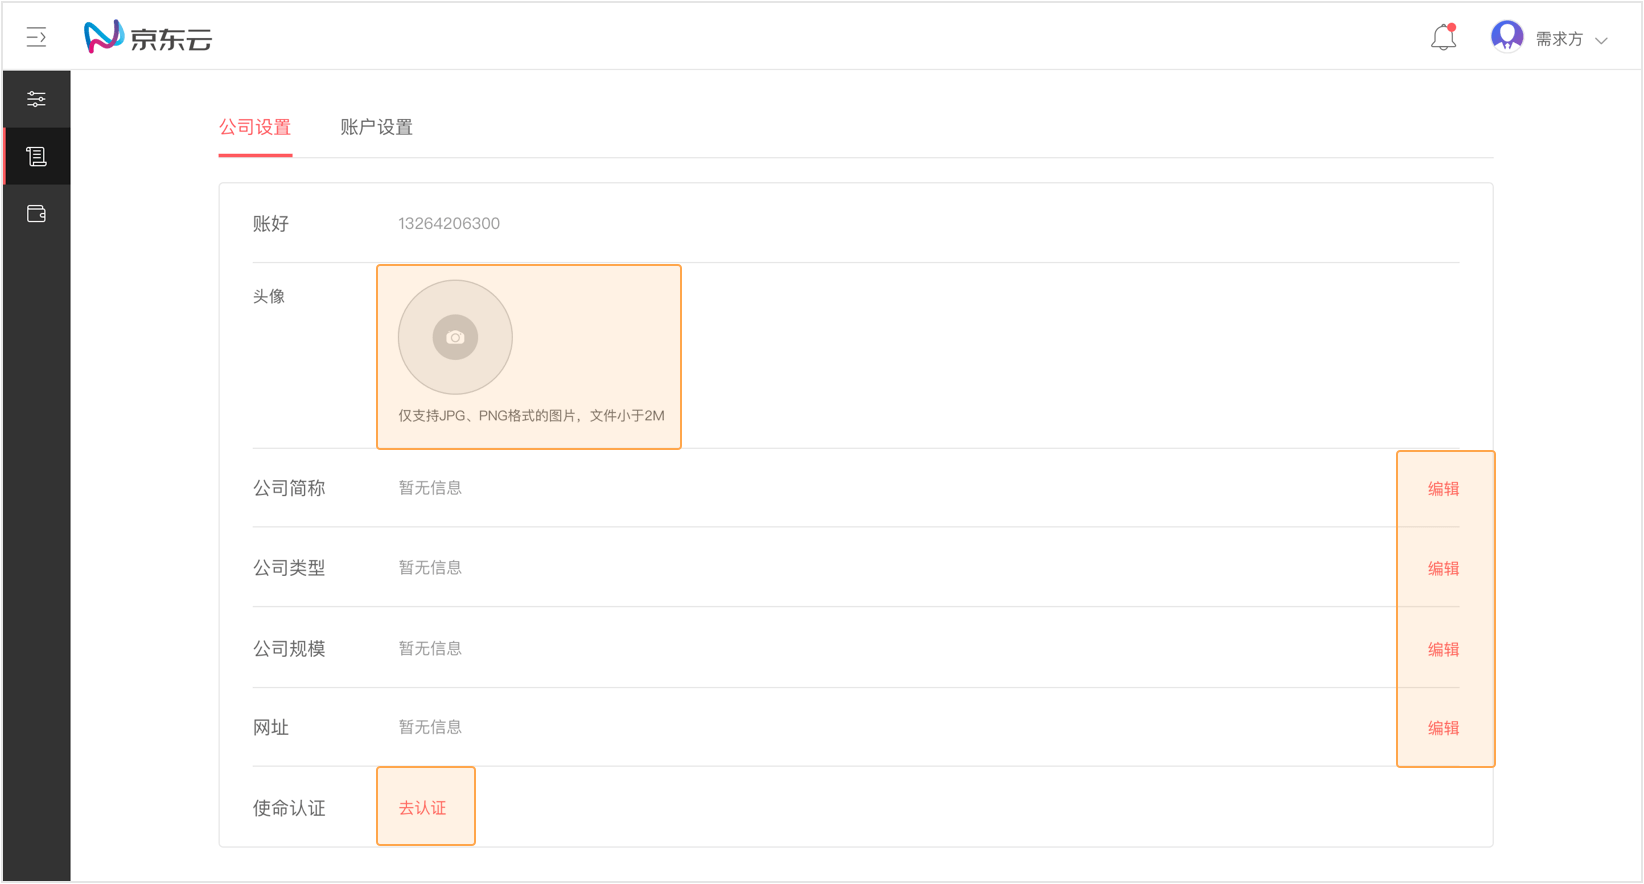 京东云
需求方
公司设置 账户设置
账好 13264206300
头像
仅支持JPG、PNG格式的图片，文件小于2M
公司简称 暂无信息 编辑
公司类型 暂无信息 编辑
公司规模 暂无信息 编辑
网址 暂无信息 编辑
使命认证 去认证